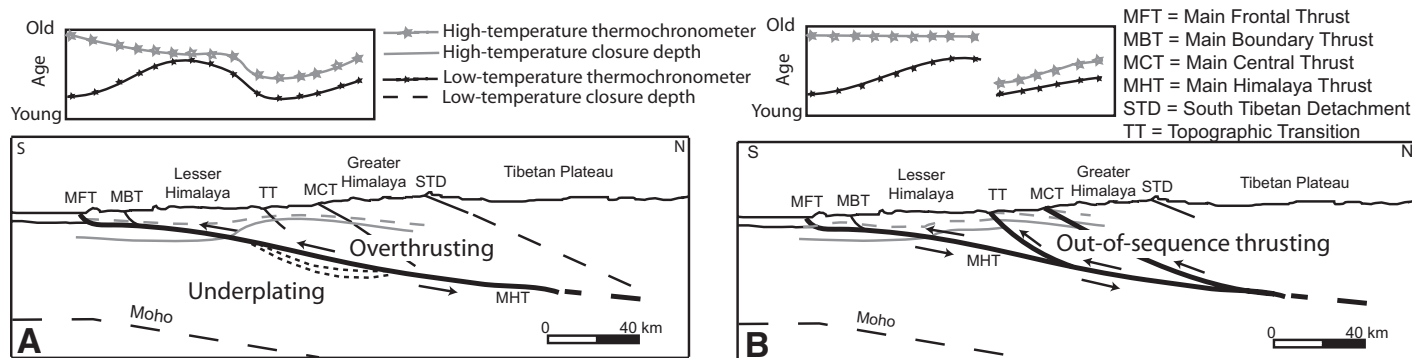 Old
Age
Young
High-temperature thermochronometer
High-temperature closure depth
Low-temperature thermochronometer
Low-temperature closure depth
S
N
Lesser
Himalaya
Greater
Himalaya
Tibetan Plateau
MFT
MBT
TT
MCT
STD
Overthrusting
Underplating
MHT
Moho
0
40 km
A
Old
Age
Young
MFT = Main Frontal Thrust
MBT = Main Boundary Thrust
MCT = Main Central Thrust
MHT = Main Himalaya Thrust
STD = South Tibetan Detachment
TT = Topographic Transition
S
N
Lesser
Himalaya
Greater
Himalaya
Tibetan Plateau
MFT
MBT
TT
MCT
STD
Out-of-sequence thrusting
MHT
Moho
0
40 km
B